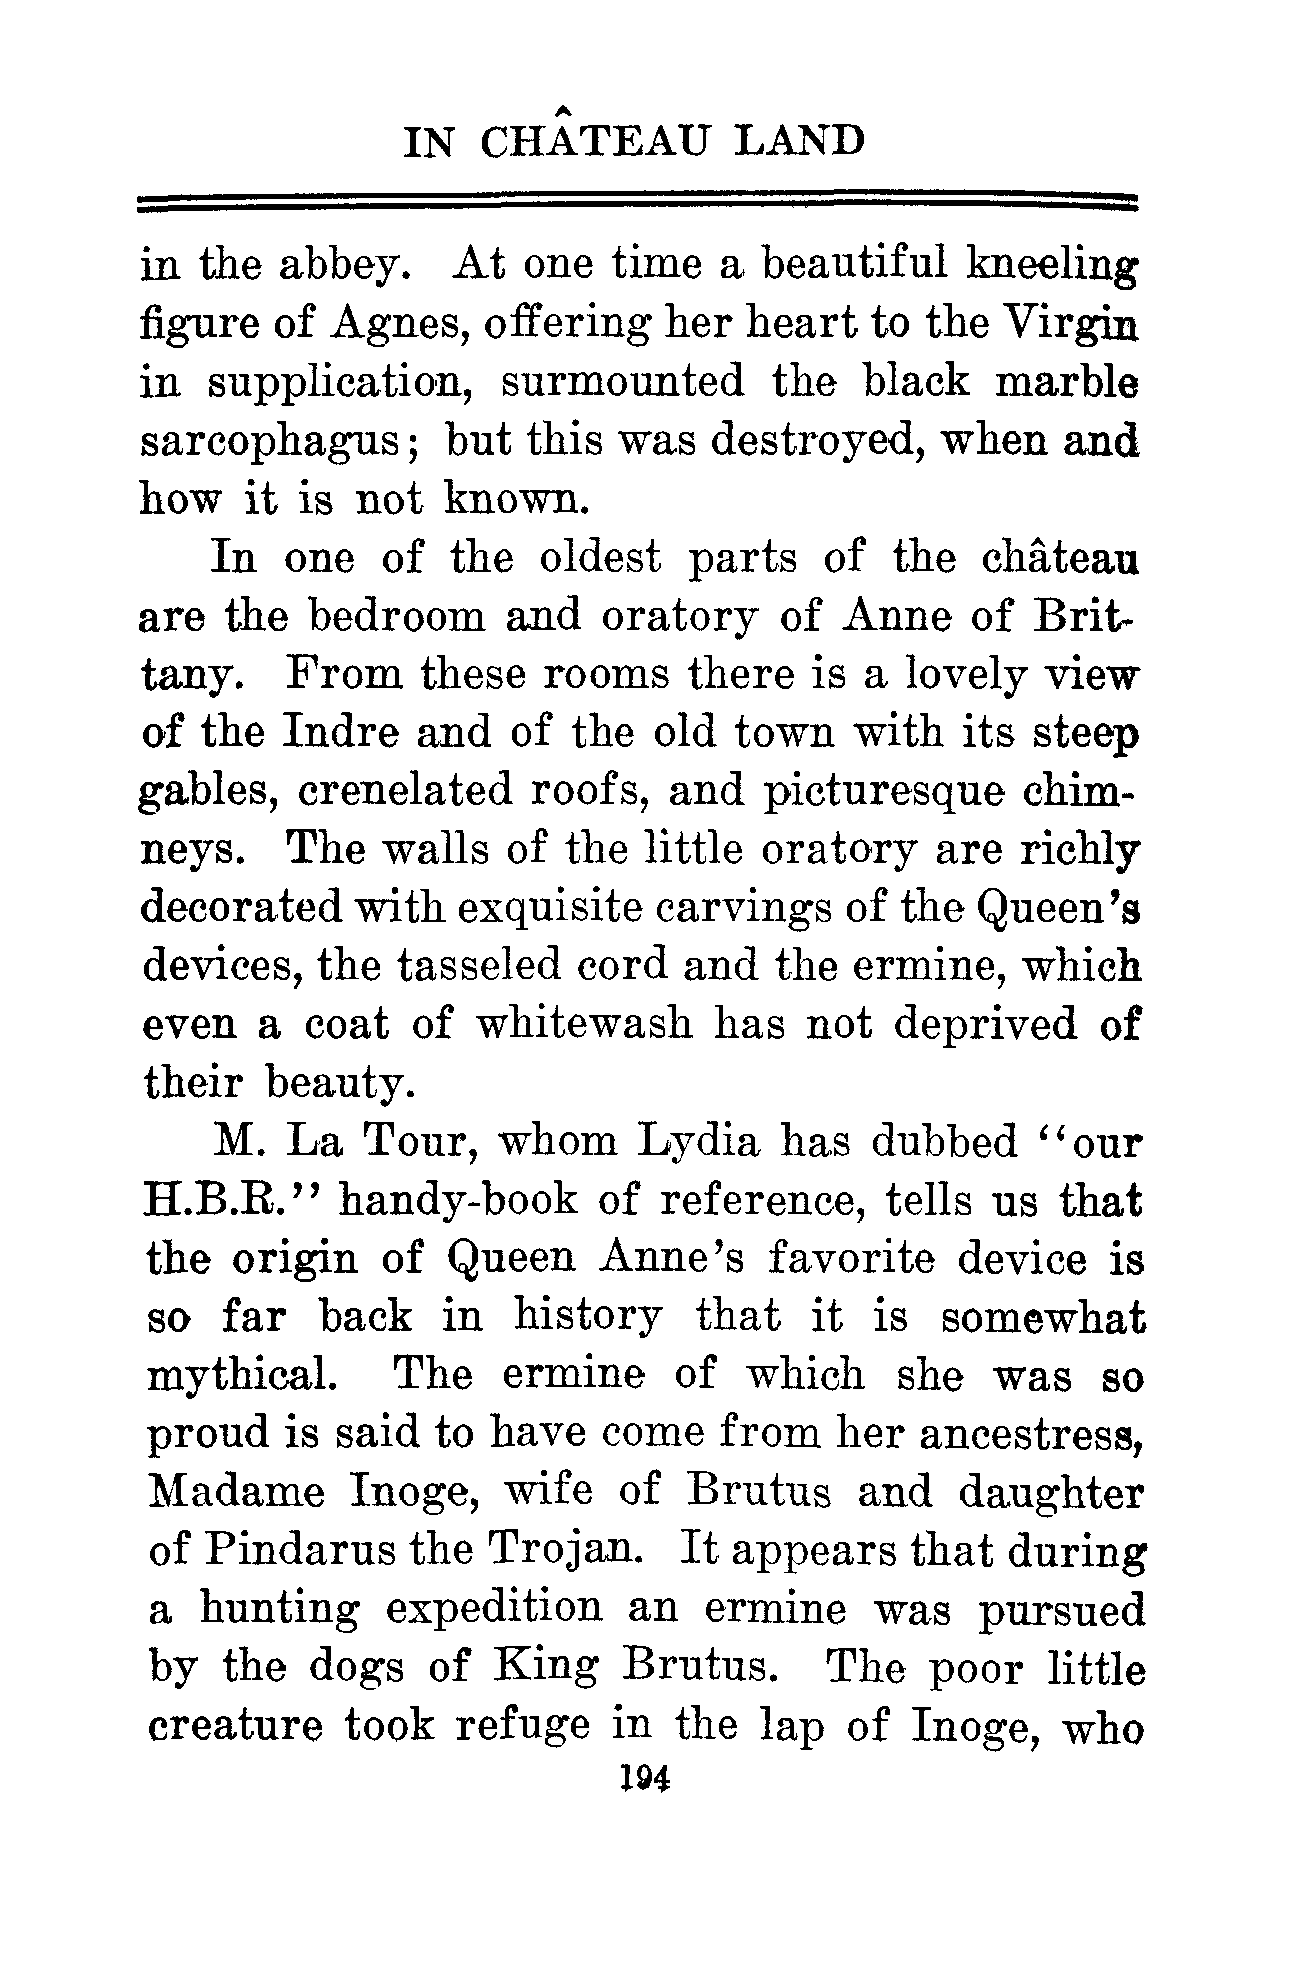 IN CHÂTEAU LAND
in the abbey. At one time a beautiful kneeling
figure of Agnes, offering her heart to the Virgin
in supplication, surmounted the black marble
sarcophagus; but this was destroyed, when and
how it is not known.
In one of the oldest parts of the château
are the bedroom and oratory of Anne of Brit-
tany. From these rooms there is a lovely view
of the Indre and of the old town with its steep
gables, crenelated roofs, and picturesque chim-
neys. The walls of the little oratory are richly
decorated with exquisite carvings of the Queen's
devices, the tasseled cord and the ermine, which
even a coat of whitewash has not deprived of
their beauty.
M. La Tour, whom Lydia has dubbed "our
H.B.R." handy-book of reference, tells us that
the origin of Queen Anne's favorite device is
so far back in history that it is somewhat
mythical. The ermine of which she was so
proud is said to have come from her ancestress,
Madame Inoge, wife of Brutus and daughter
of Pindarus the Trojan. It appears that during
a hunting expedition an ermine was pursued
by the dogs of King Brutus. The poor little
creature took refuge in the lap of Inoge, who
194